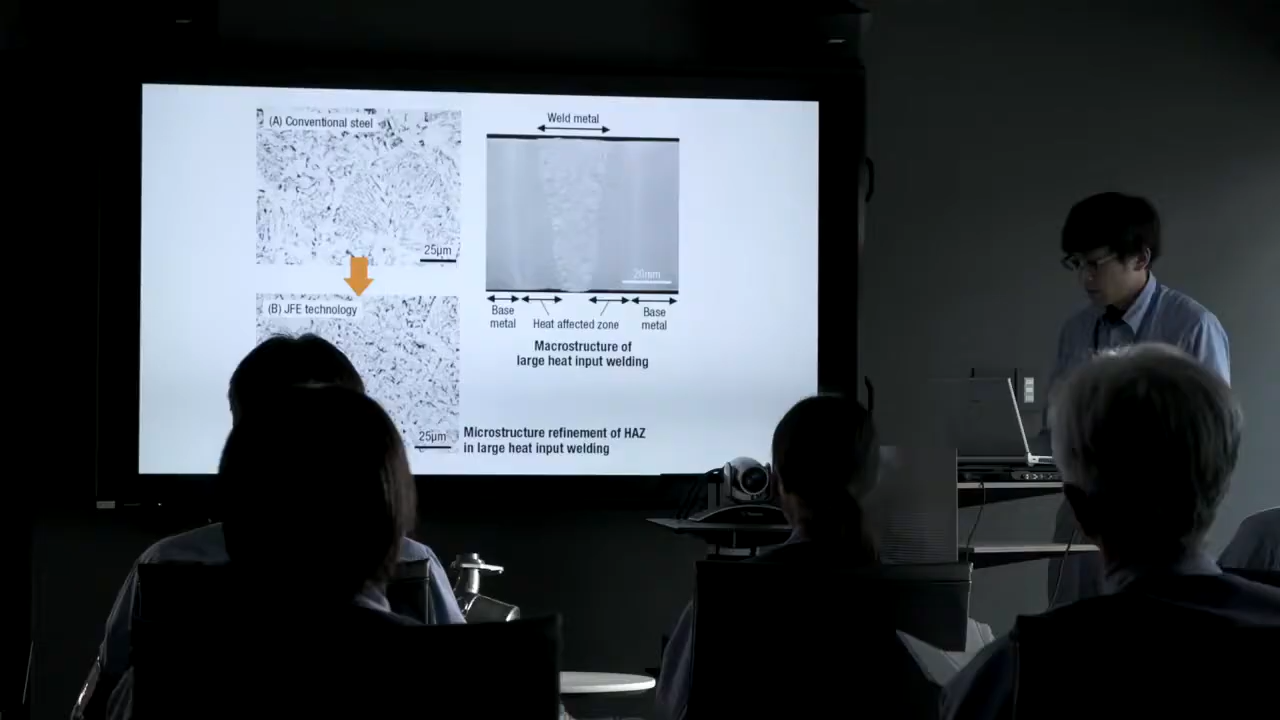 (A) Conventional steel
25μm
(B) JFE technology
25μm
Weld metal
20mm
Base metal
Heat affected zone
Base metal
Macrostructure of
large heat input welding
Microstructure refinement of HAZ
in large heat input welding